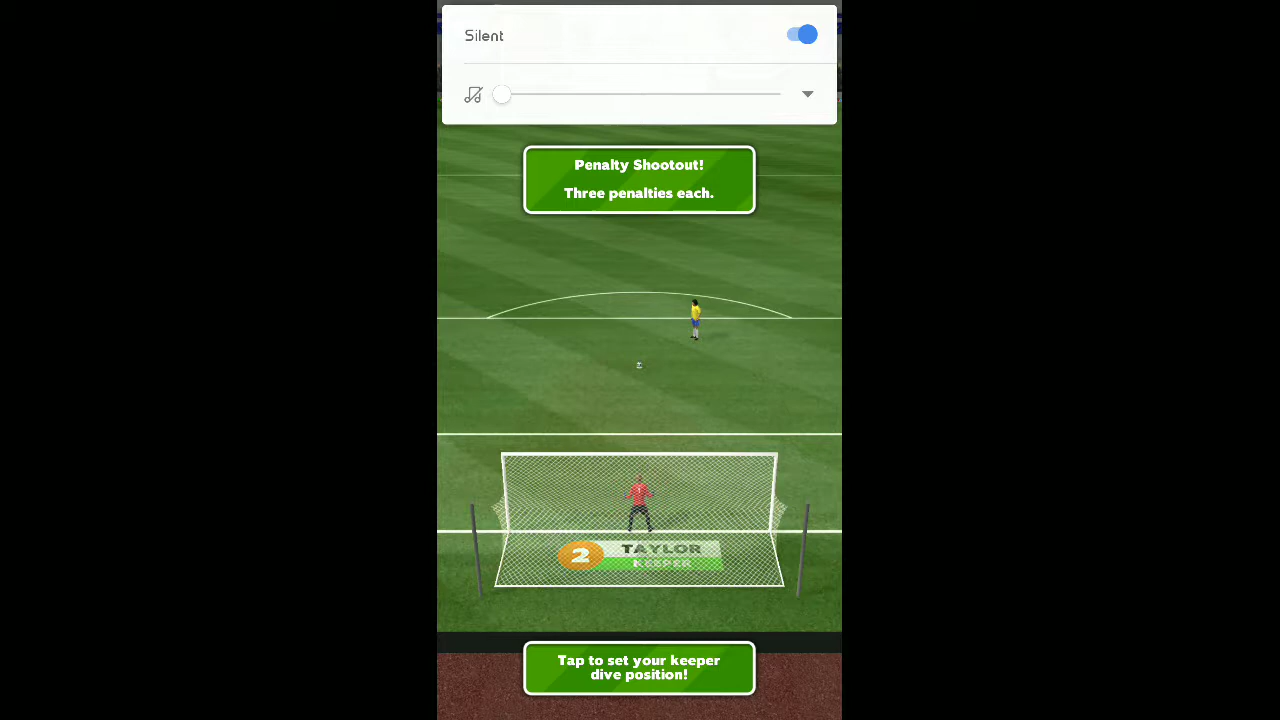 Silent
Penalty Shootout!
Three penalties each.
2
TAYLOR
KEEPER
Tap to set your keeper
dive position!